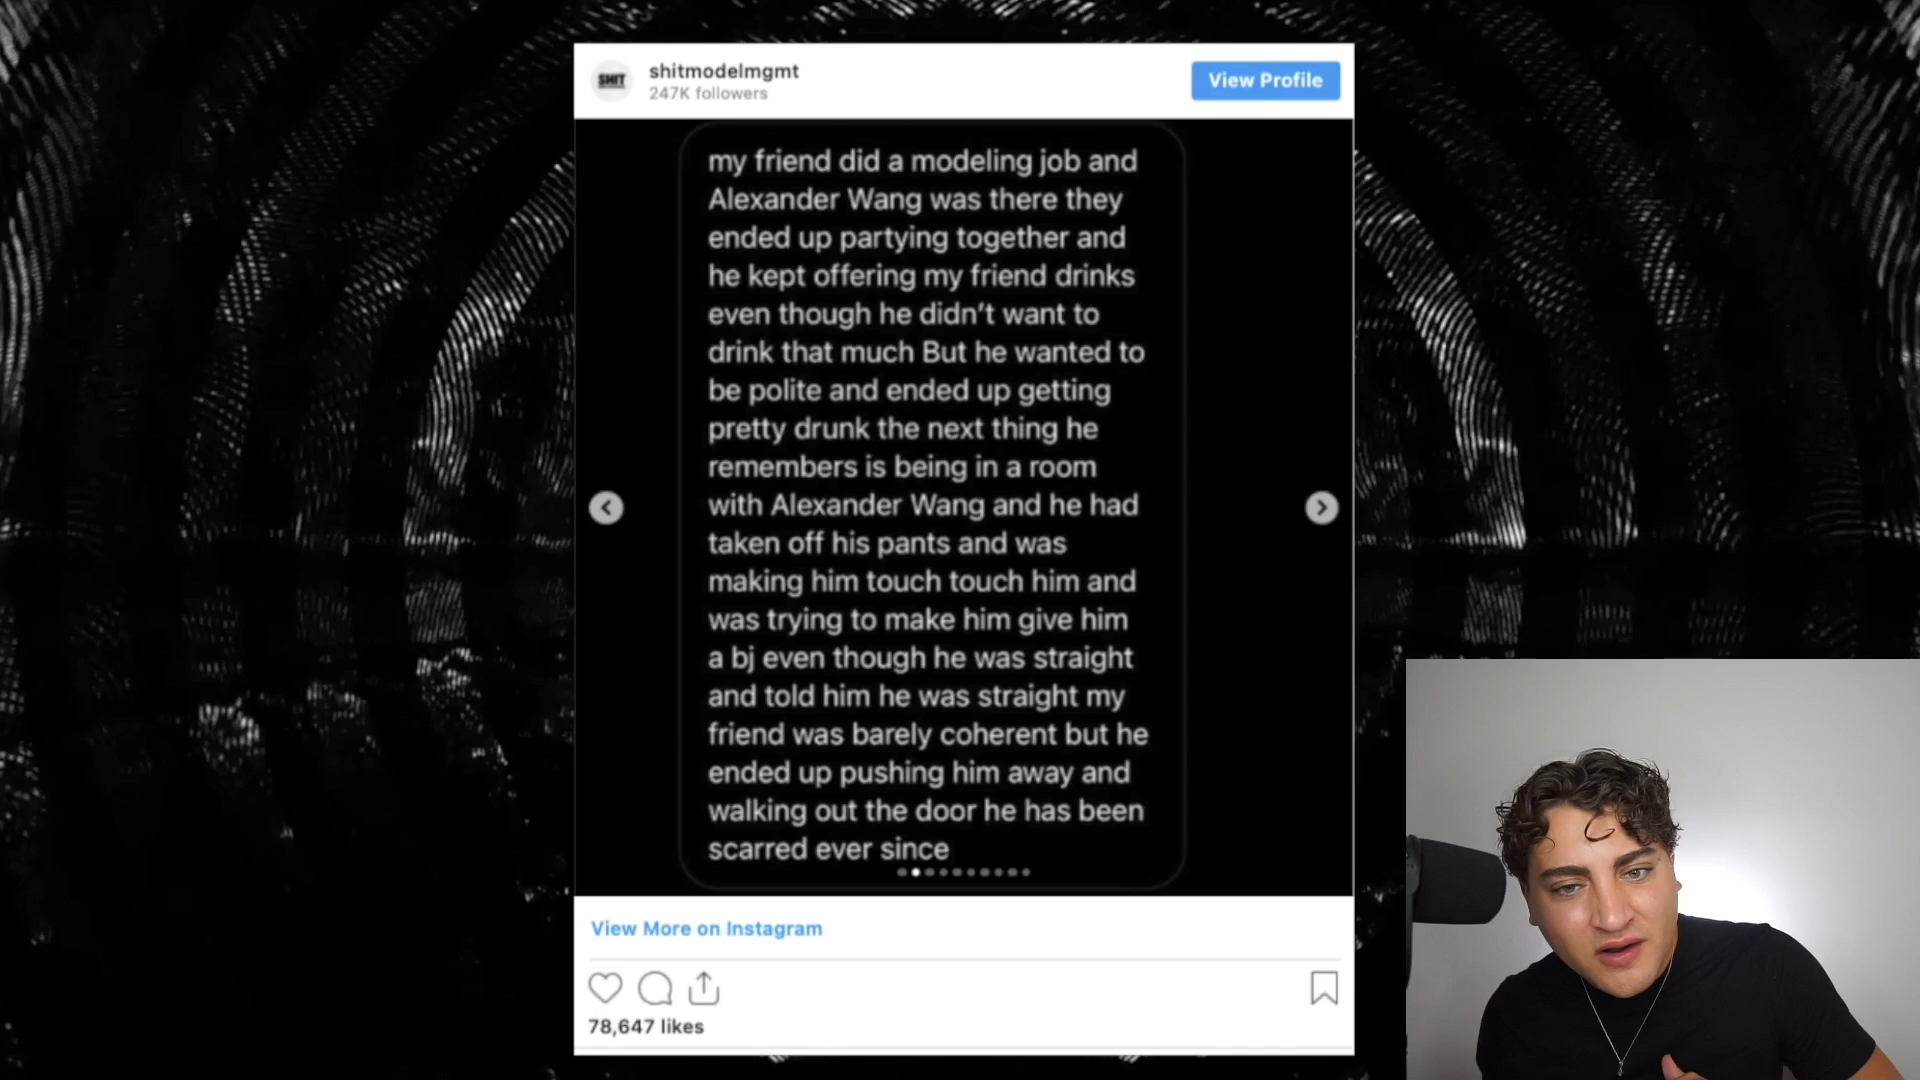 SHIT
shitmodelmgmt
247K followers
View Profile
my friend did a modeling job and
Alexander Wang was there they
ended up partying together and
he kept offering my friend drinks
even though he didn't want to
drink that much But he wanted to
be polite and ended up getting
pretty drunk the next thing he
remembers is being in a room
with Alexander Wang and he had
taken off his pants and was
making him touch touch him and
was trying to make him give him
a bj even though he was straight
and told him he was straight my
friend was barely coherent but he
ended up pushing him away and
walking out the door he has been
scarred ever since
View More on Instagram
78,647 likes